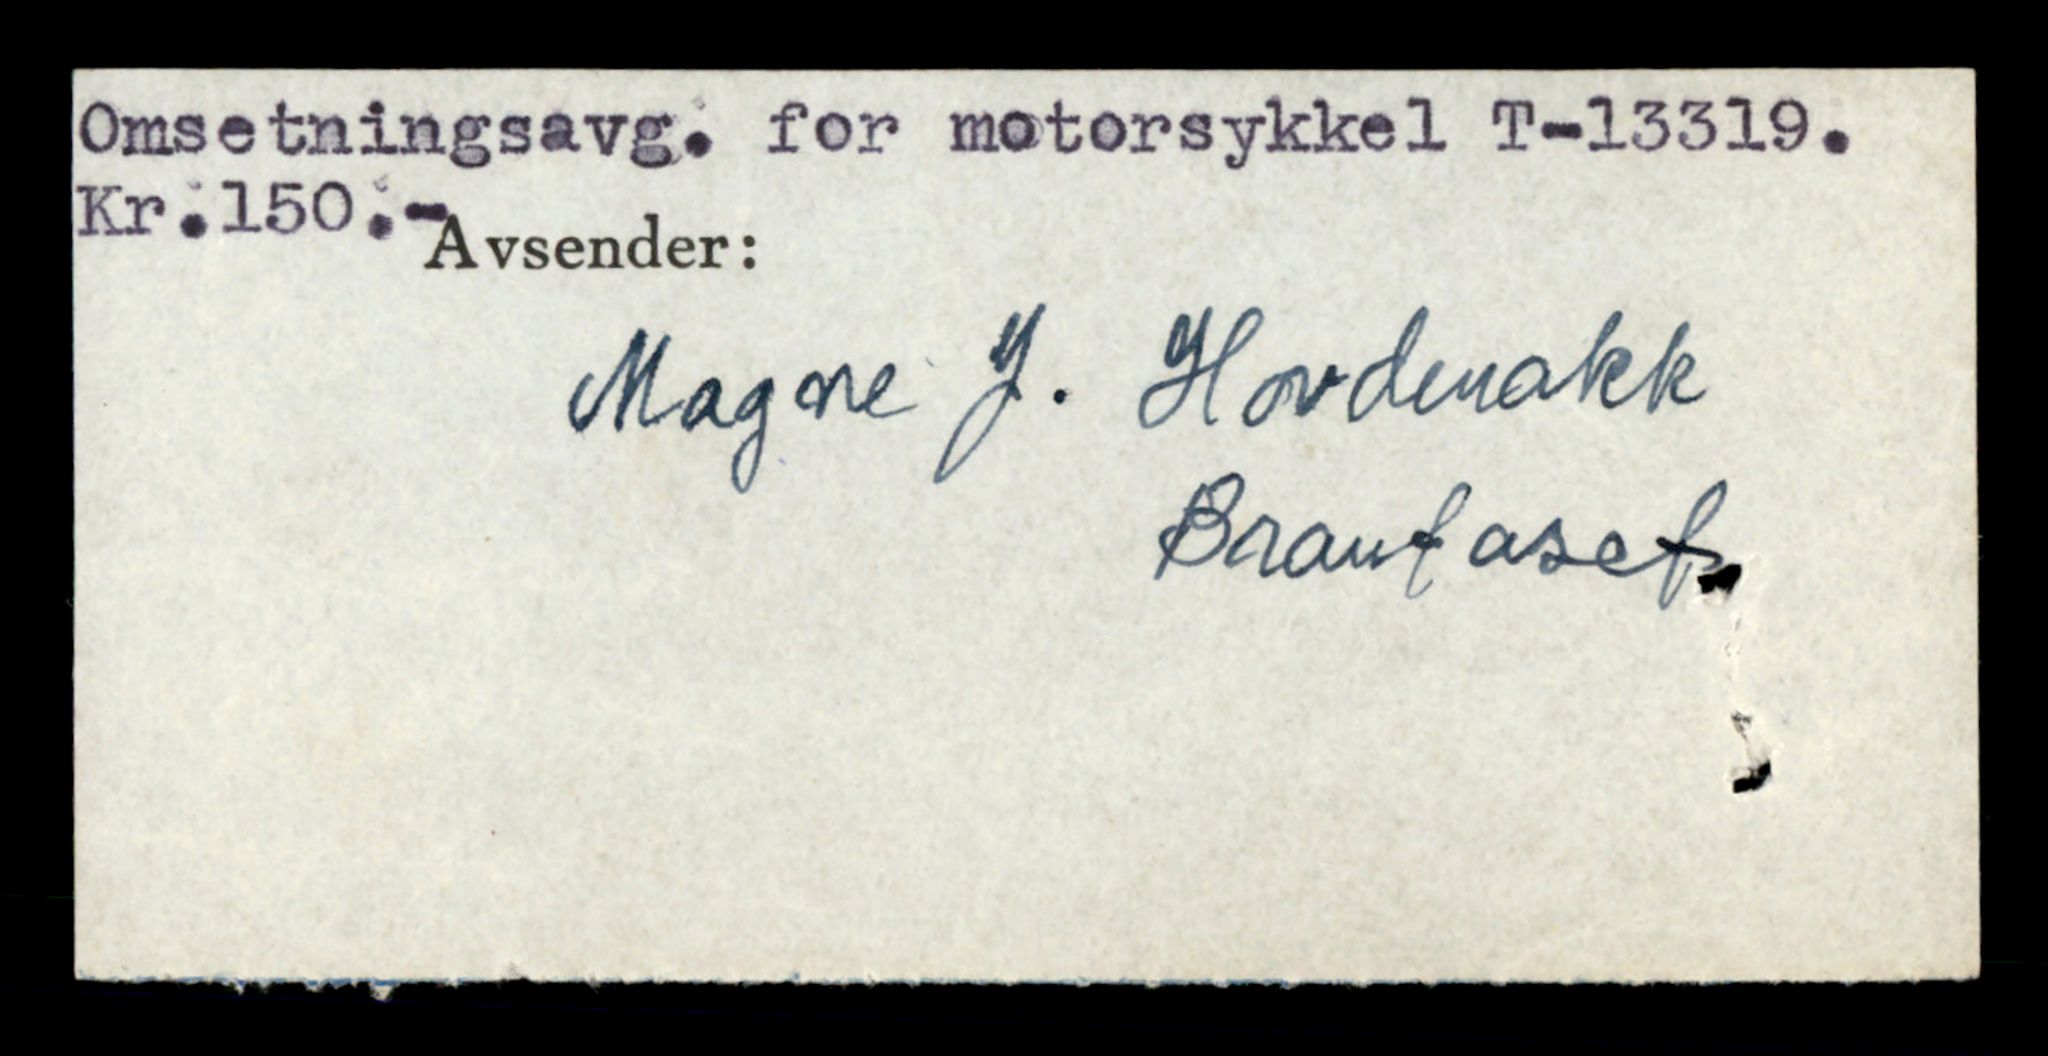 Omsetningsavg. for motorsykkel T-13319.
Kr.150.-
Avsender:
Magne J. Hovdenakk
Brautaset